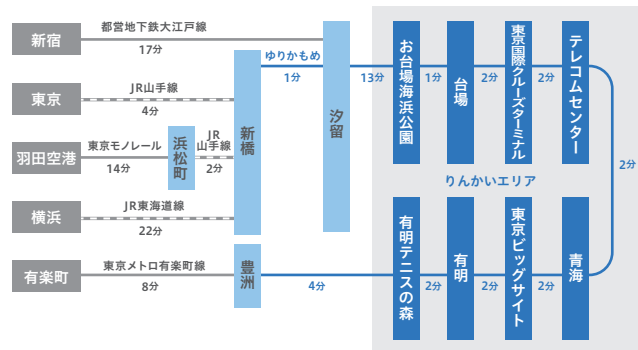 新宿
都営地下鉄大江戸線
17分
東京
JR山手線
4分
羽田空港
東京モノレール
14分
浜松町
JR
山手線
2分
横浜
JR東海道線
22分
有楽町
東京メトロ有楽町線
8分
新橋
ゆりかもめ
1分
汐留
13分
お台場海浜公園
1分
台場
2分
東京国際クルーズターミナル
2分
テレコムセンター
2分
りんかいエリア
豊洲
4分
有明テニスの森
2分
有明
2分
東京ビッグサイト
2分
青海